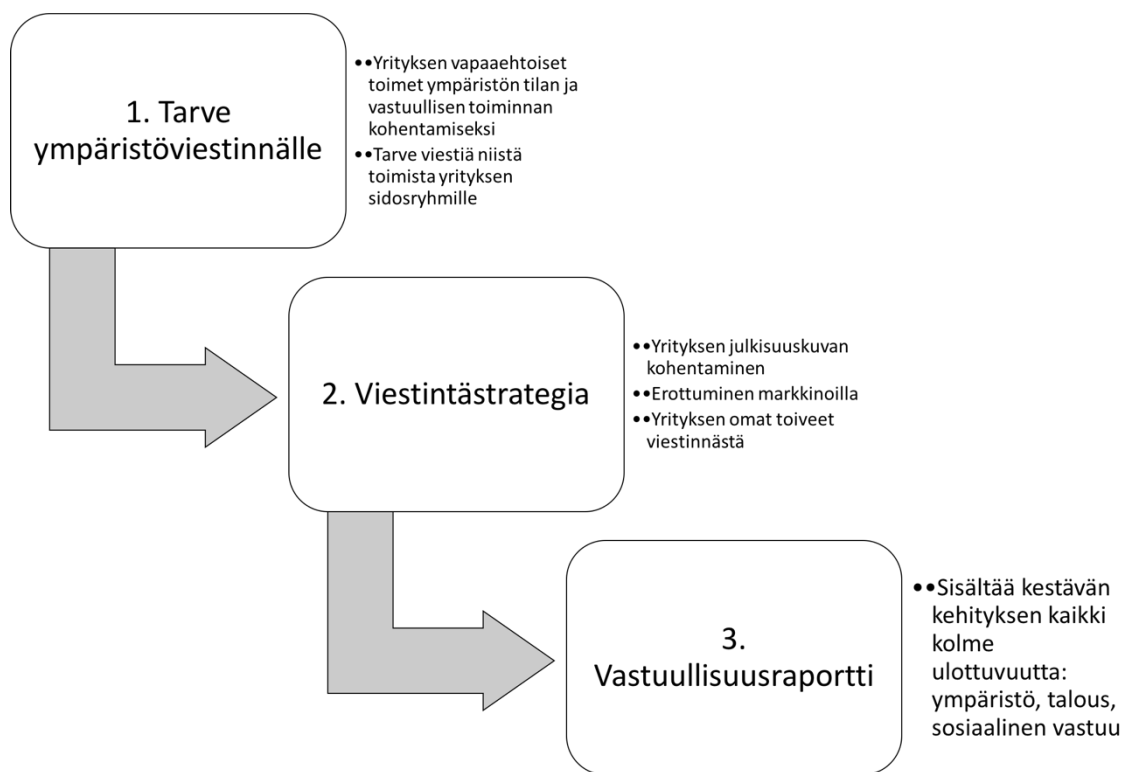 1. Tarve
ympäristöviestinnälle
••Yrityksen vapaaehtoiset
toimet ympäristön tilan ja
vastuullisen toiminnan
kohentamiseksi
••Tarve viestiä niistä
toimista yrityksen
sidosryhmille
2. Viestintästrategia
••Yrityksen julkisuuskuvan
kohentaminen
••Erottuminen markkinoilla
••Yrityksen omat toiveet
viestinnästä
3.
Vastuullisuusraportti
••Sisältää kestävän
kehityksen kaikki
kolme
ulottuvuutta:
ympäristö, talous,
sosiaalinen vastuu